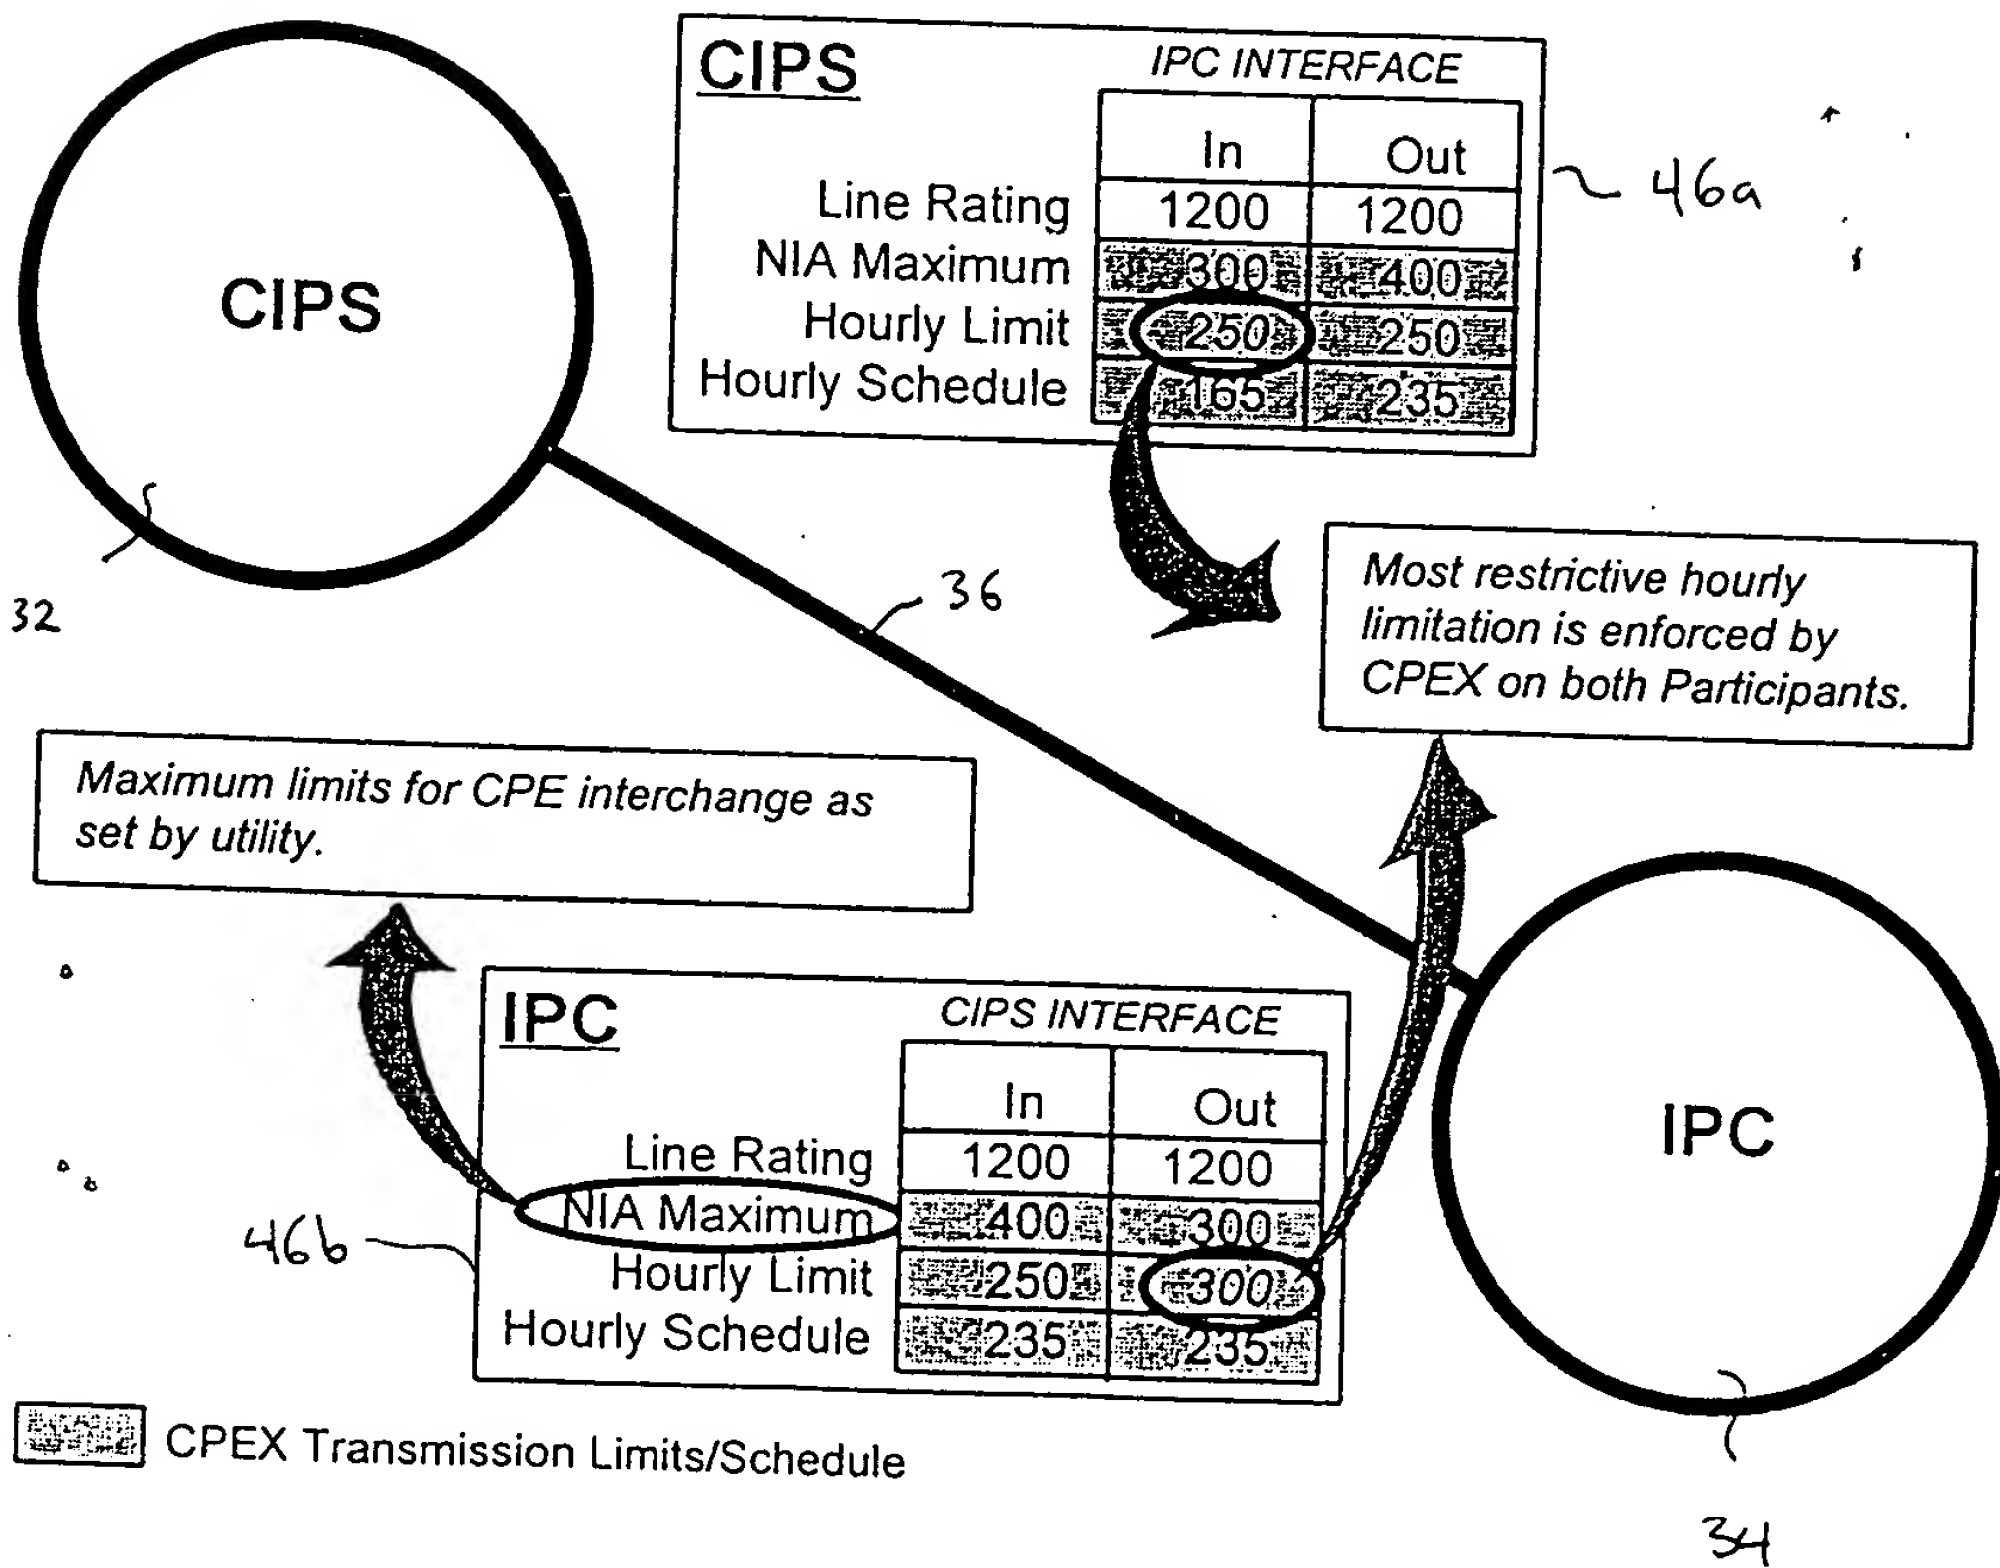 CIPS
IPC INTERFACE
In Out
Line Rating 1200 1200
NIA Maximum 300 400
Hourly Limit 250 250
Hourly Schedule 165 235
46a
CIPS
32
36
Most restrictive hourly
limitation is enforced by
CPEX on both Participants.
Maximum limits for CPE interchange as
set by utility.
IPC
CIPS INTERFACE
In Out
Line Rating 1200 1200
NIA Maximum 400 300
Hourly Limit 250 300
Hourly Schedule 235 235
46b
IPC
34
CPEX Transmission Limits/Schedule